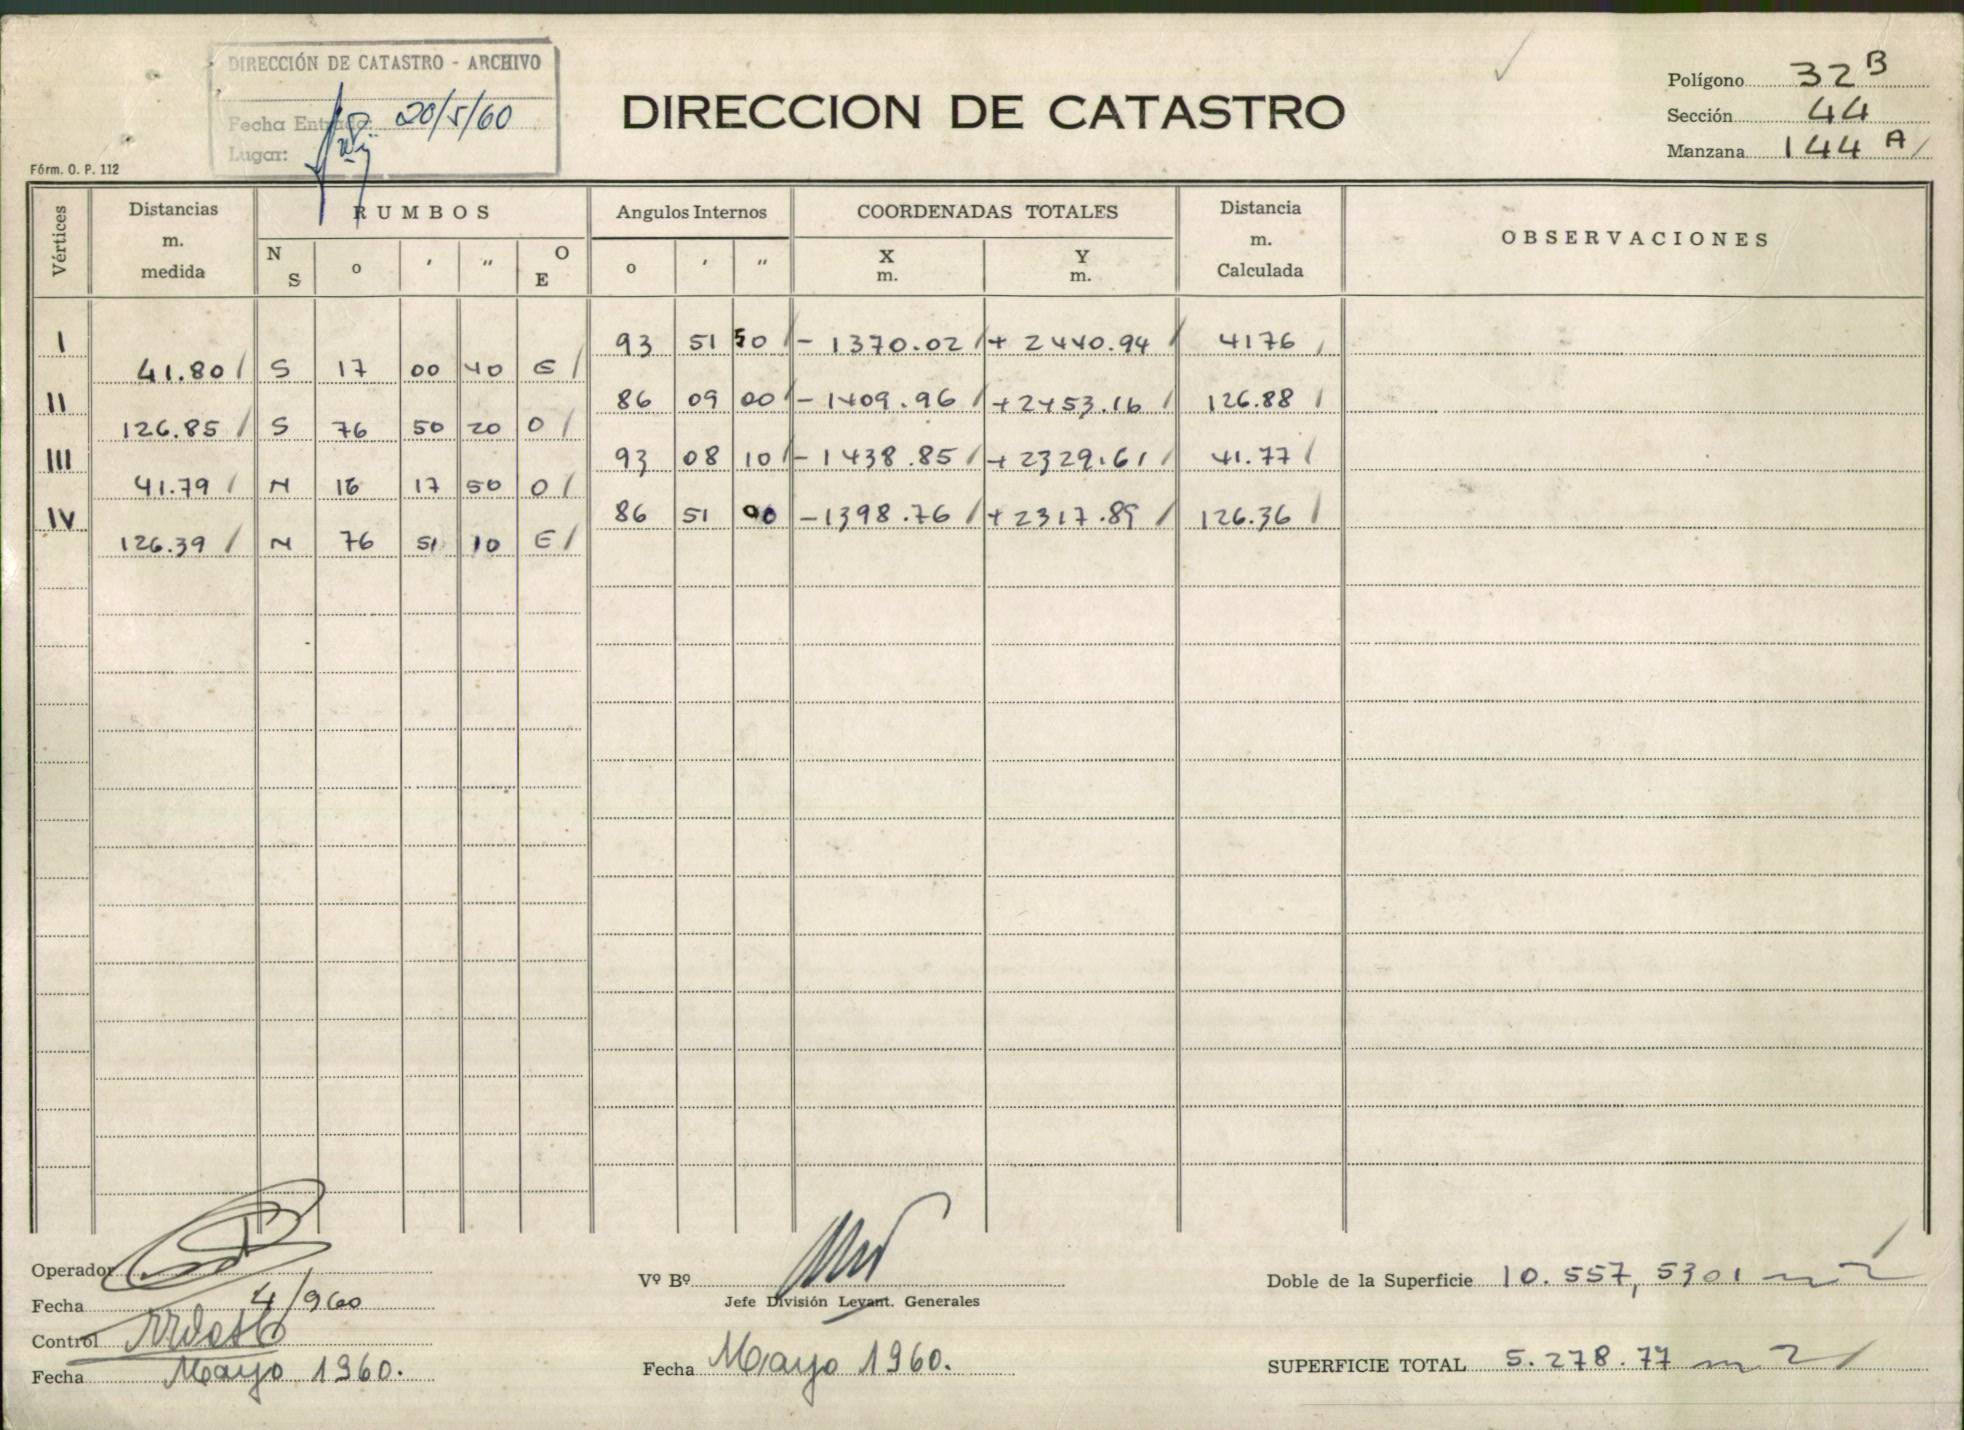 DIRECCIÓN DE CATASTRO - ARCHIVO
Fecha Entrada: 20/5/60
Lugar:
DIRECCION DE CATASTRO
Polígono 32 B
Sección 44
Manzana 144 A
Fórm. O. P. 112
Vértices Distancias m. medida RUMBOS N S o ' " O E Angulos Internos o ' " COORDENADAS TOTALES X m. Y m. Distancia m. Calculada OBSERVACIONES
I 93 51 50 - 1370.02 + 2440.94 4176
41.80 S 17 00 40 E
II 86 09 00 - 1409.96 + 2453.16 126.88
126.85 S 76 50 20 O
III 93 08 10 - 1438.85 + 2329.61 41.77
41.79 N 16 17 50 O
IV 86 51 00 - 1398.76 + 2317.89 126.36
126.39 N 76 51 10 E
Operador
Fecha 4/960
Control
Fecha Mayo 1960.
Vº Bº
Jefe División Levant. Generales
Fecha Mayo 1960.
Doble de la Superficie 10.557,5301 m2
SUPERFICIE TOTAL 5.278.77 m2